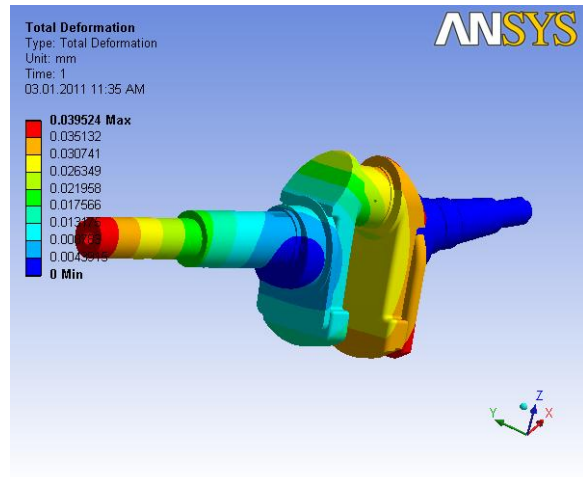 Total Deformation
Type: Total Deformation
Unit: mm
Time: 1
03.01.2011 11:35 AM
ANSYS
0.039524 Max
0.035132
0.030741
0.026349
0.021958
0.017566
0 Min
Z
Y
X